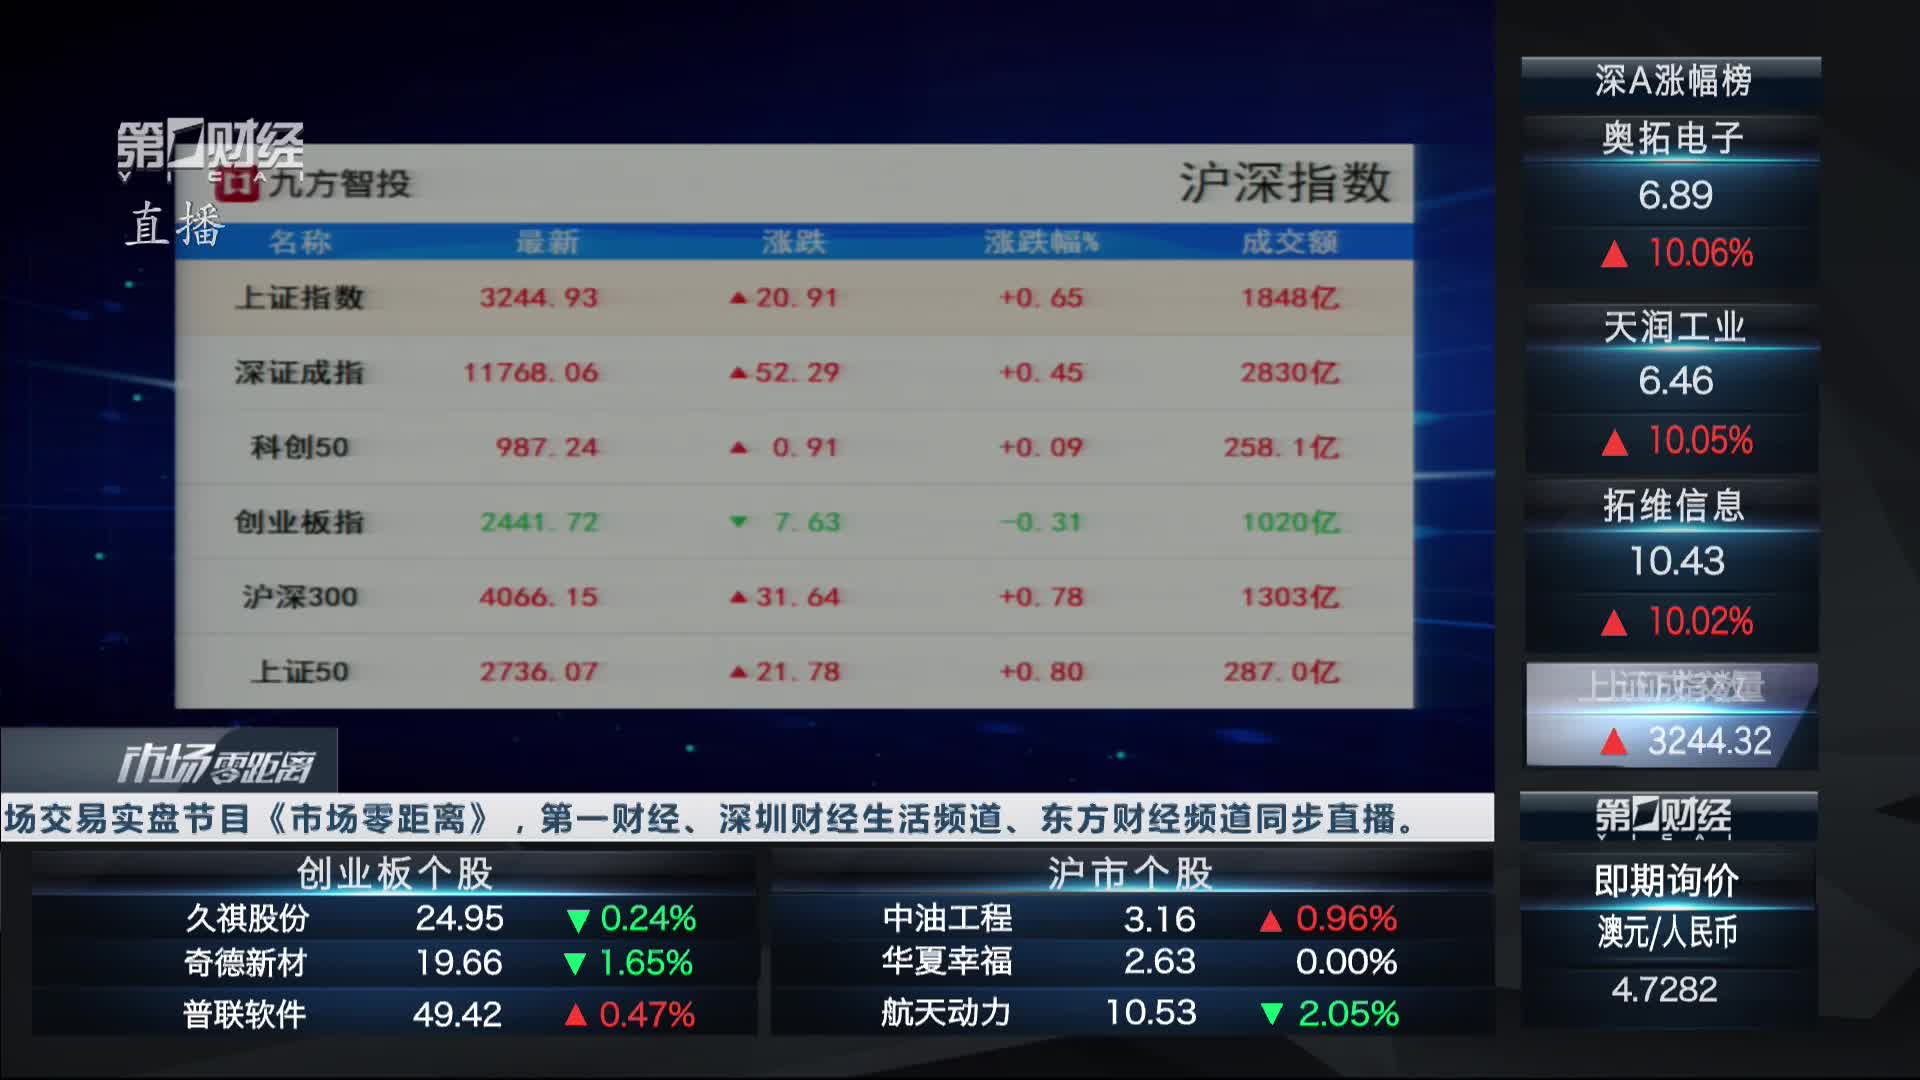 第一财经
YICAI
直播
九方智投
沪深指数
名称 最新 涨跌 涨跌幅% 成交额
上证指数 3244.93 ▲20.91 +0.65 1848亿
深证成指 11768.06 ▲52.29 +0.45 2830亿
科创50 987.24 ▲0.91 +0.09 258.1亿
创业板指 2441.72 ▼7.63 -0.31 1020亿
沪深300 4066.15 ▲31.64 +0.78 1303亿
上证50 2736.07 ▲21.78 +0.80 287.0亿
市场零距离
场交易实盘节目《市场零距离》，第一财经、深圳财经生活频道、东方财经频道同步直播。
创业板个股
久祺股份 24.95 ▼0.24%
奇德新材 19.66 ▼1.65%
普联软件 49.42 ▲0.47%
沪市个股
中油工程 3.16 ▲0.96%
华夏幸福 2.63 0.00%
航天动力 10.53 ▼2.05%
深A涨幅榜
奥拓电子
6.89
▲ 10.06%
天润工业
6.46
▲ 10.05%
拓维信息
10.43
▲ 10.02%
▲ 3244.32
第一财经
YICAI
即期询价
澳元/人民币
4.7282